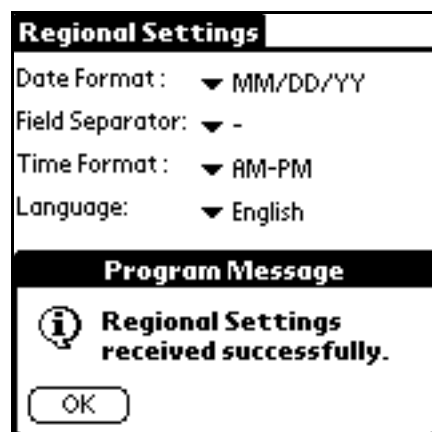 Regional Settings
Date Format: MM/DD/YY
Field Separator: -
Time Format: AM-PM
Language: English
Program Message
Regional Settings
received successfully.
OK